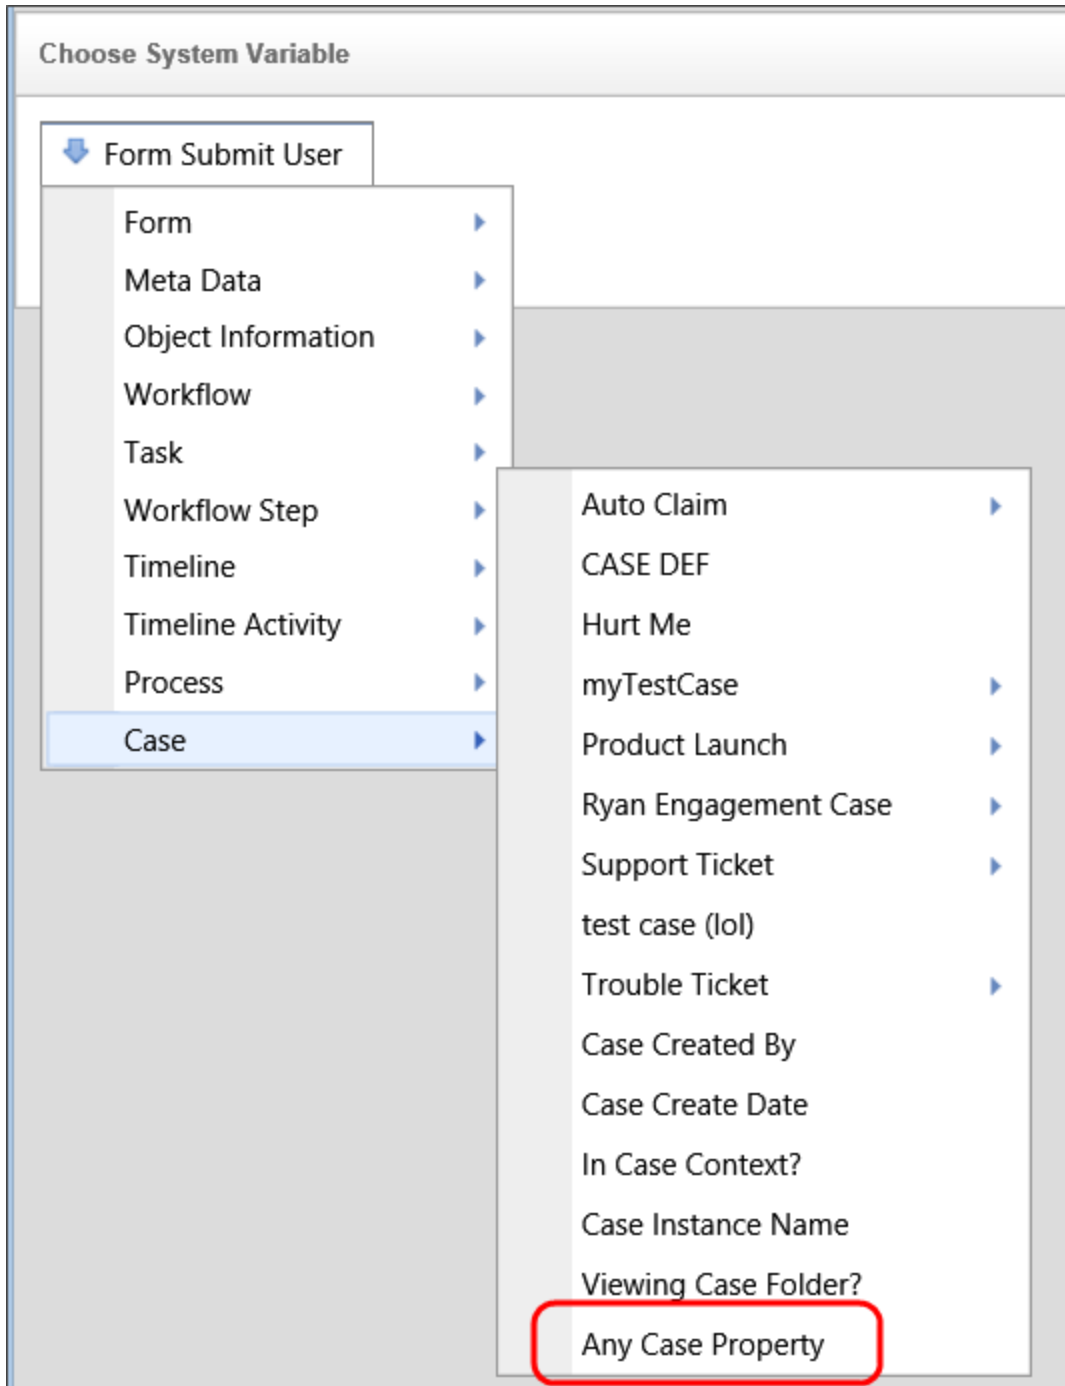 Choose System Variable
Form Submit User
Form
Meta Data
Object Information
Workflow
Task
Workflow Step
Timeline
Timeline Activity
Process
Case
Auto Claim
CASE DEF
Hurt Me
myTestCase
Product Launch
Ryan Engagement Case
Support Ticket
test case (lol)
Trouble Ticket
Case Created By
Case Create Date
In Case Context?
Case Instance Name
Viewing Case Folder?
Any Case Property